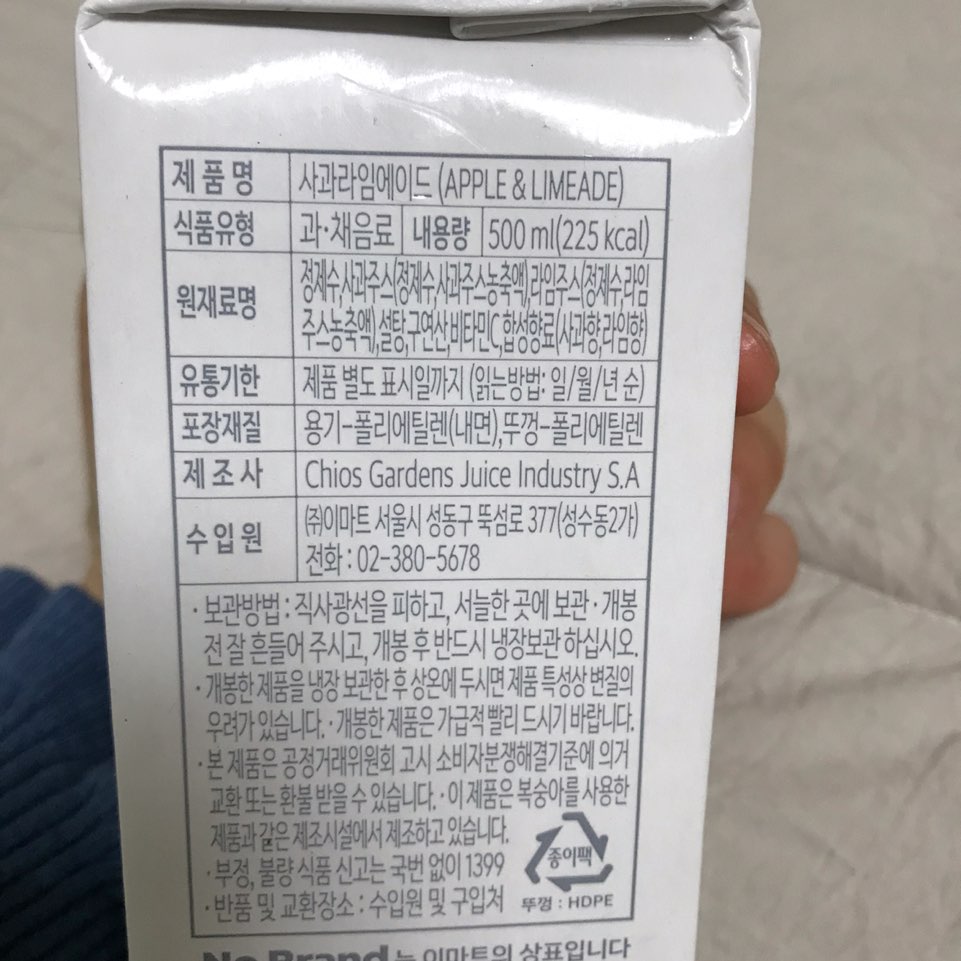 제품명 사과라임에이드 (APPLE & LIMEADE)
식품유형 과·채음료 내용량 500 ml(225 kcal)
원재료명 정제수,사과주스(정제수,사과주스농축액),라임주스(정제수,라임
주스농축액),설탕,구연산,비타민C,합성향료(사과향,라임향)
유통기한 제품 별도 표시일까지 (읽는방법: 일/월/년 순)
포장재질 용기-폴리에틸렌(내면),뚜껑-폴리에틸렌
제조사 Chios Gardens Juice Industry S.A
수입원 ㈜이마트 서울시 성동구 뚝섬로 377(성수동2가)
전화 : 02-380-5678
· 보관방법 : 직사광선을 피하고, 서늘한 곳에 보관 · 개봉
전 잘 흔들어 주시고, 개봉 후 반드시 냉장보관 하십시오.
· 개봉한 제품을 냉장 보관한 후 상온에 두시면 제품 특성상 변질의
우려가 있습니다. · 개봉한 제품은 가급적 빨리 드시기 바랍니다.
· 본 제품은 공정거래위원회 고시 소비자분쟁해결기준에 의거
교환 또는 환불 받을 수 있습니다. · 이 제품은 복숭아를 사용한
제품과 같은 제조시설에서 제조하고 있습니다.
· 부정, 불량 식품 신고는 국번 없이 1399
· 반품 및 교환장소 : 수입원 및 구입처
종이팩
뚜껑 : HDPE
No Brand는 이마트의 상표입니다